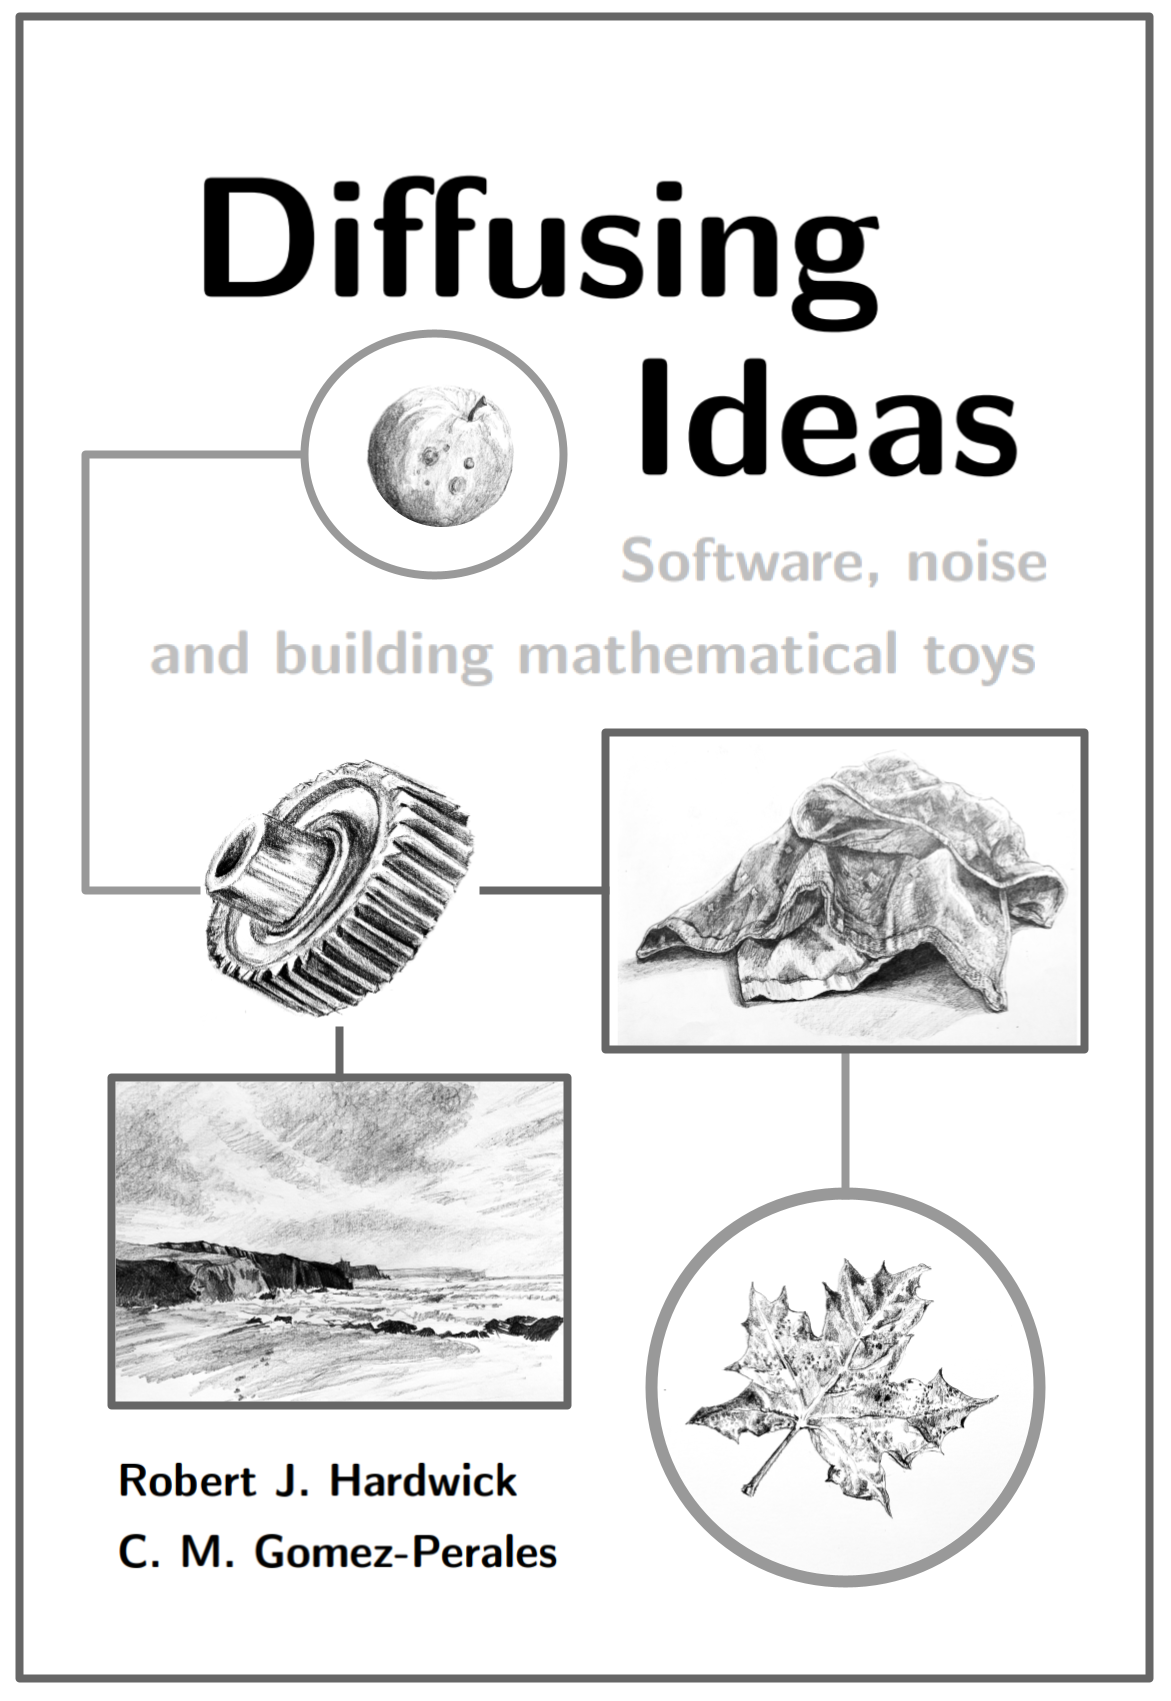 Diffusing
Ideas
Software, noise
and building mathematical toys
Robert J. Hardwick
C. M. Gomez-Perales